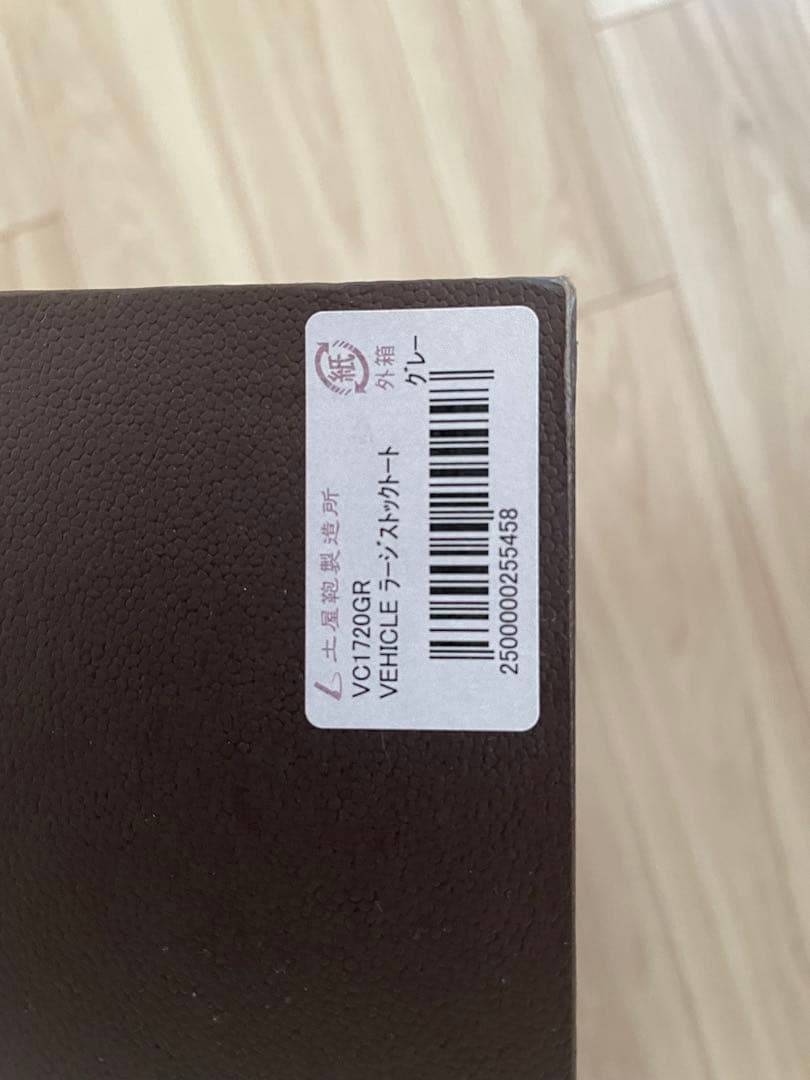 土屋鞄製造所
紙
外箱
VC1720GR
VEHICLE ラージストックトート
グレー
2500000255458